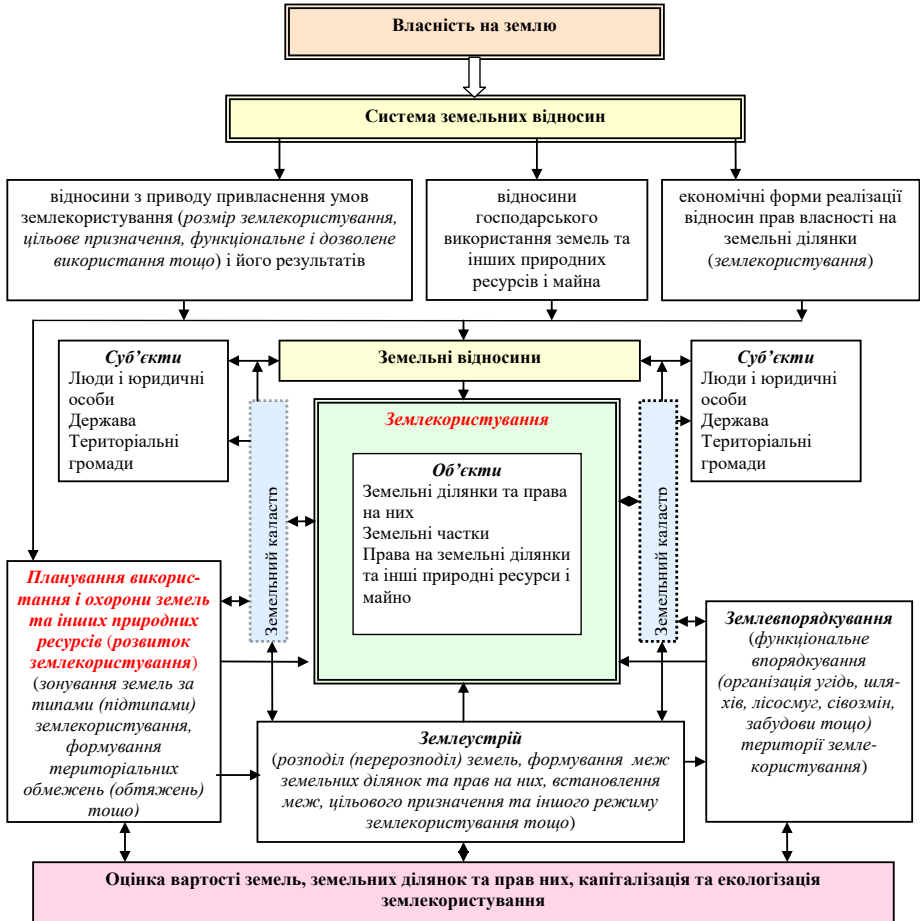 Власність на землю
Система земельних відносин
відносини з приводу привласнення умов
землекористування (розмір землекористування,
цільове призначення, функціональне і дозволене
використання тощо) і його результатів
відносини
господарського
використання земель та
інших природних
ресурсів і майна
економічні форми реалізації
відносин прав власності на
земельні ділянки
(землекористування)
Суб’єкти
Люди і юридичні
особи
Держава
Територіальні
громади
Земельні відносини
Суб’єкти
Люди і юридичні
особи
Держава
Територіальні
громади
Земельний кадастр
Землекористування
Об’єкти
Земельні ділянки та права
на них
Земельні частки
Права на земельні ділянки
та інші природні ресурси і
майно
Земельний кадастр
Планування викорис-
тання і охорони земель
та інших природних
ресурсів (розвиток
землекористування)
(зонування земель за
типами (підтипами)
землекористування,
формування
територіальних
обмежень (обтяжень)
тощо)
Землевпорядкування
(функціональне
впорядкування
(організація угідь, шля-
хів, лісосмуг, сівозмін,
забудови тощо)
території земле-
користування)
Землеустрій
(розподіл (перерозподіл) земель, формування меж
земельних ділянок та прав на них, встановлення
меж, цільового призначення та іншого режиму
землекористування тощо)
Оцінка вартості земель, земельних ділянок та прав них, капіталізація та екологізація
землекористування